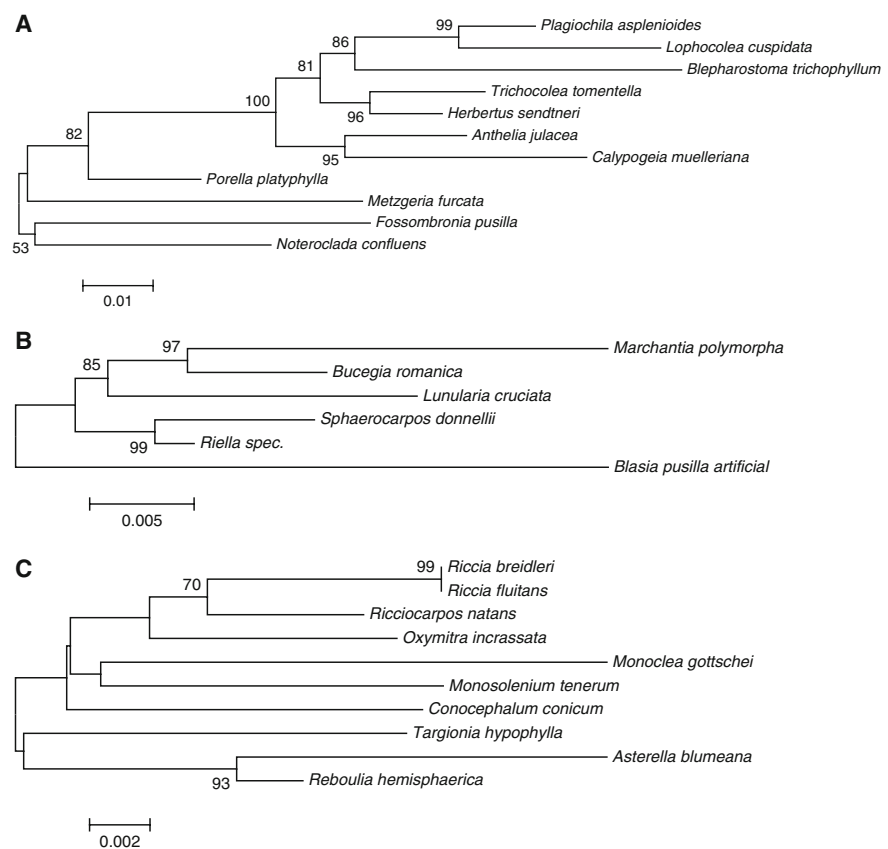 A
99
Plagiochila asplenioides
86
Lophocolea cuspidata
81
Blepharostoma trichophyllum
100
Trichocolea tomentella
96
Herbertus sendtneri
82
Anthelia julacea
95
Calypogeia muelleriana
Porella platyphylla
Metzgeria furcata
Fossombronia pusilla
53
Noteroclada confluens
0.01
B
97
Marchantia polymorpha
85
Bucegia romanica
Lunularia cruciata
Sphaerocarpos donnellii
99
Riella spec.
Blasia pusilla artificial
0.005
C
99
Riccia breidleri
70
Riccia fluitans
Ricciocarpos natans
Oxymitra incrassata
Monoclea gottschei
Monosolenium tenerum
Conocephalum conicum
Targionia hypophylla
Asterella blumeana
93
Reboulia hemisphaerica
0.002